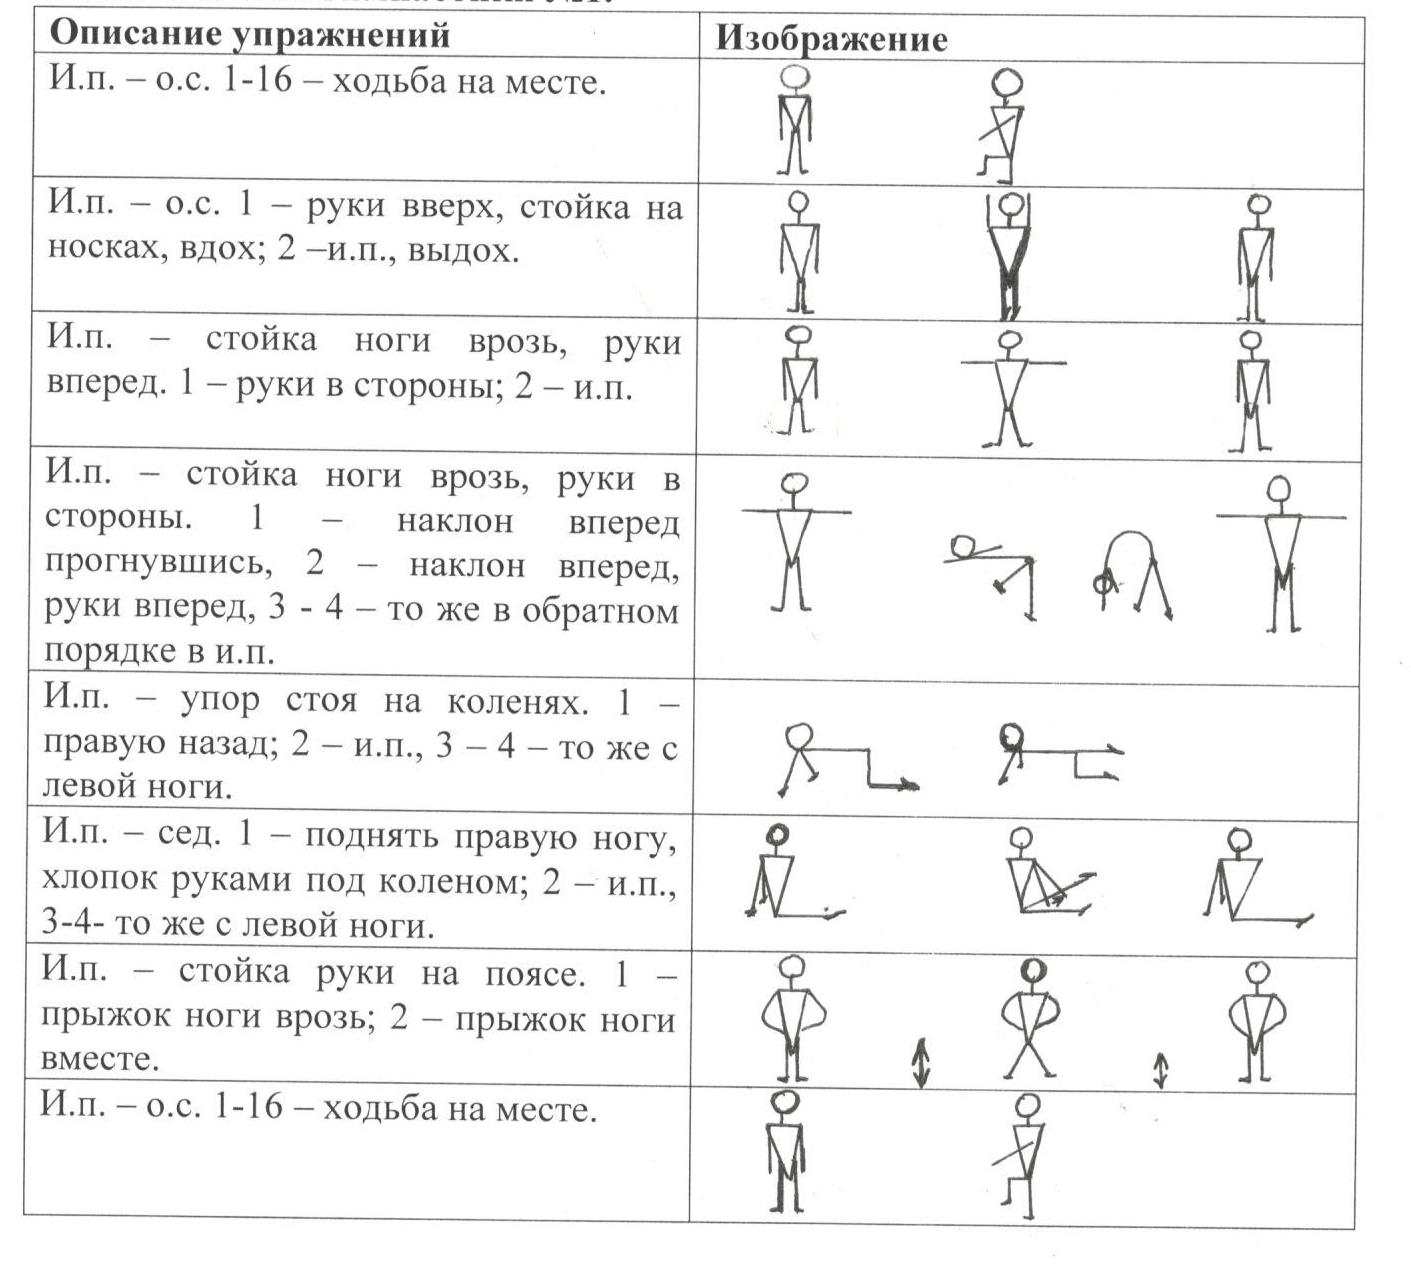 Описание упражнений
Изображение
И.п. – о.с. 1-16 – ходьба на месте.
И.п. – о.с. 1 – руки вверх, стойка на
носках, вдох; 2 –и.п., выдох.
И.п. – стойка ноги врозь, руки
вперед. 1 – руки в стороны; 2 – и.п.
И.п. – стойка ноги врозь, руки в
стороны. 1 – наклон вперед
прогнувшись, 2 – наклон вперед,
руки вперед, 3 - 4 – то же в обратном
порядке в и.п.
И.п. – упор стоя на коленях. 1 –
правую назад; 2 – и.п., 3 – 4 – то же с
левой ноги.
И.п. – сед. 1 – поднять правую ногу,
хлопок руками под коленом; 2 – и.п.,
3-4- то же с левой ноги.
И.п. – стойка руки на поясе. 1 –
прыжок ноги врозь; 2 – прыжок ноги
вместе.
И.п. – о.с. 1-16 – ходьба на месте.